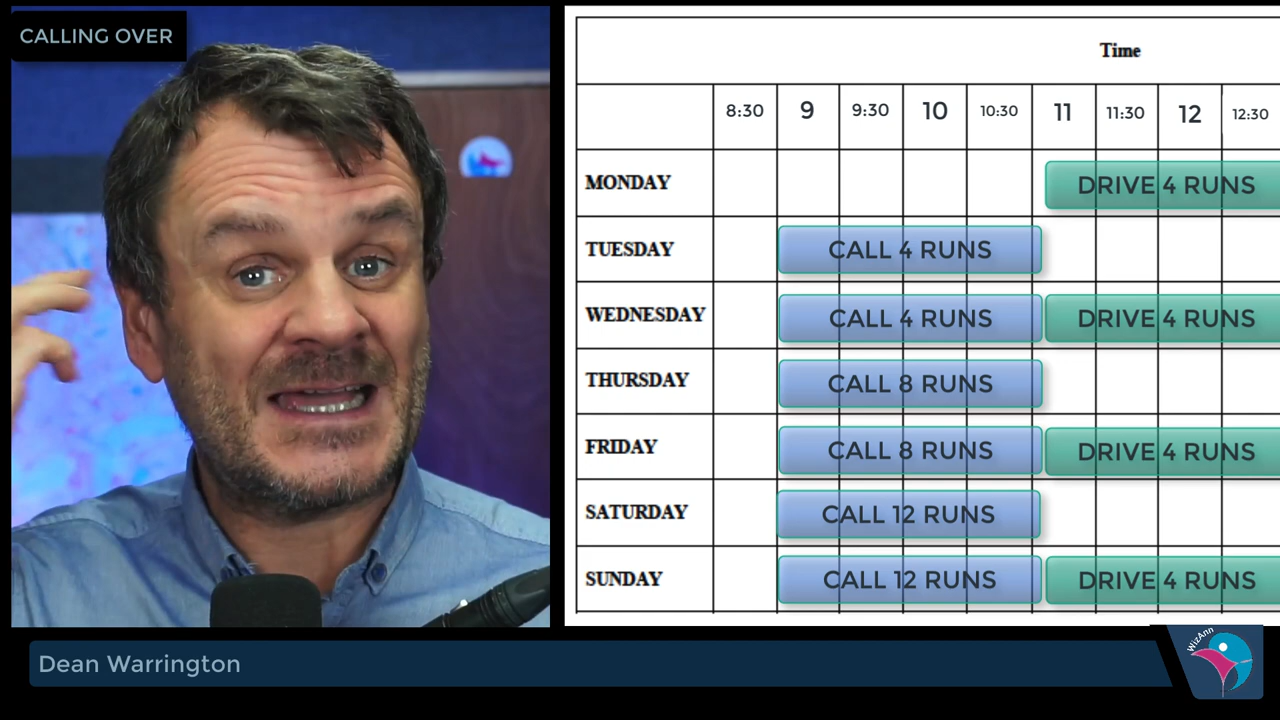 CALLING OVER
Time
8:30 9 9:30 10 10:30 11 11:30 12 12:30
MONDAY DRIVE 4 RUNS
TUESDAY CALL 4 RUNS
WEDNESDAY CALL 4 RUNS DRIVE 4 RUNS
THURSDAY CALL 8 RUNS
FRIDAY CALL 8 RUNS DRIVE 4 RUNS
SATURDAY CALL 12 RUNS
SUNDAY CALL 12 RUNS DRIVE 4 RUNS
Dean Warrington
WizAnn